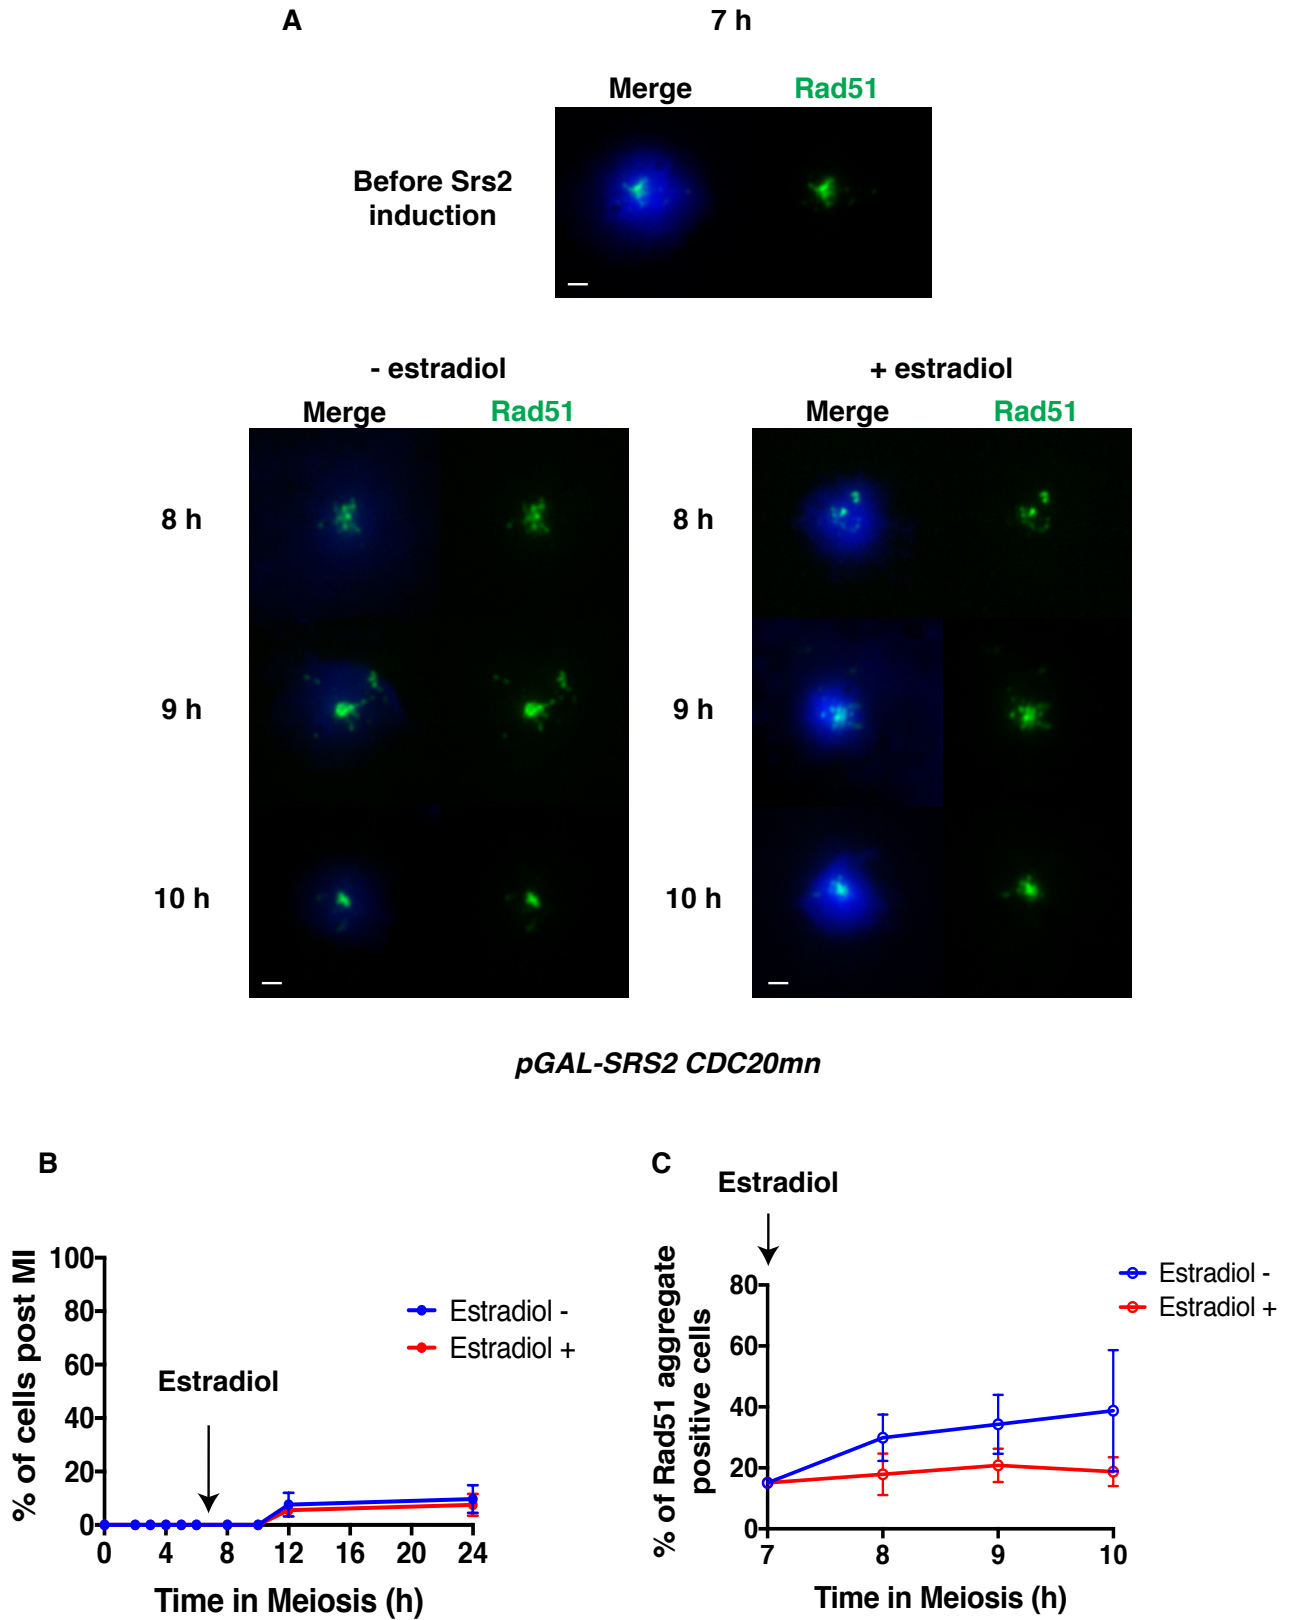 A
7 h
Merge
Rad51
Before Srs2
induction
- estradiol
+ estradiol
Merge
Rad51
Merge
Rad51
8 h
8 h
9 h
9 h
10 h
10 h
pGAL-SRS2 CDC20mn
B
% of cells post MI
100
80
60
40
20
0
Estradiol
Estradiol -
Estradiol +
0 4 8 12 16 20 24
Time in Meiosis (h)
C
Estradiol
% of Rad51 aggregate
positive cells
80
60
40
20
0
Estradiol -
Estradiol +
7 8 9 10
Time in Meiosis (h)